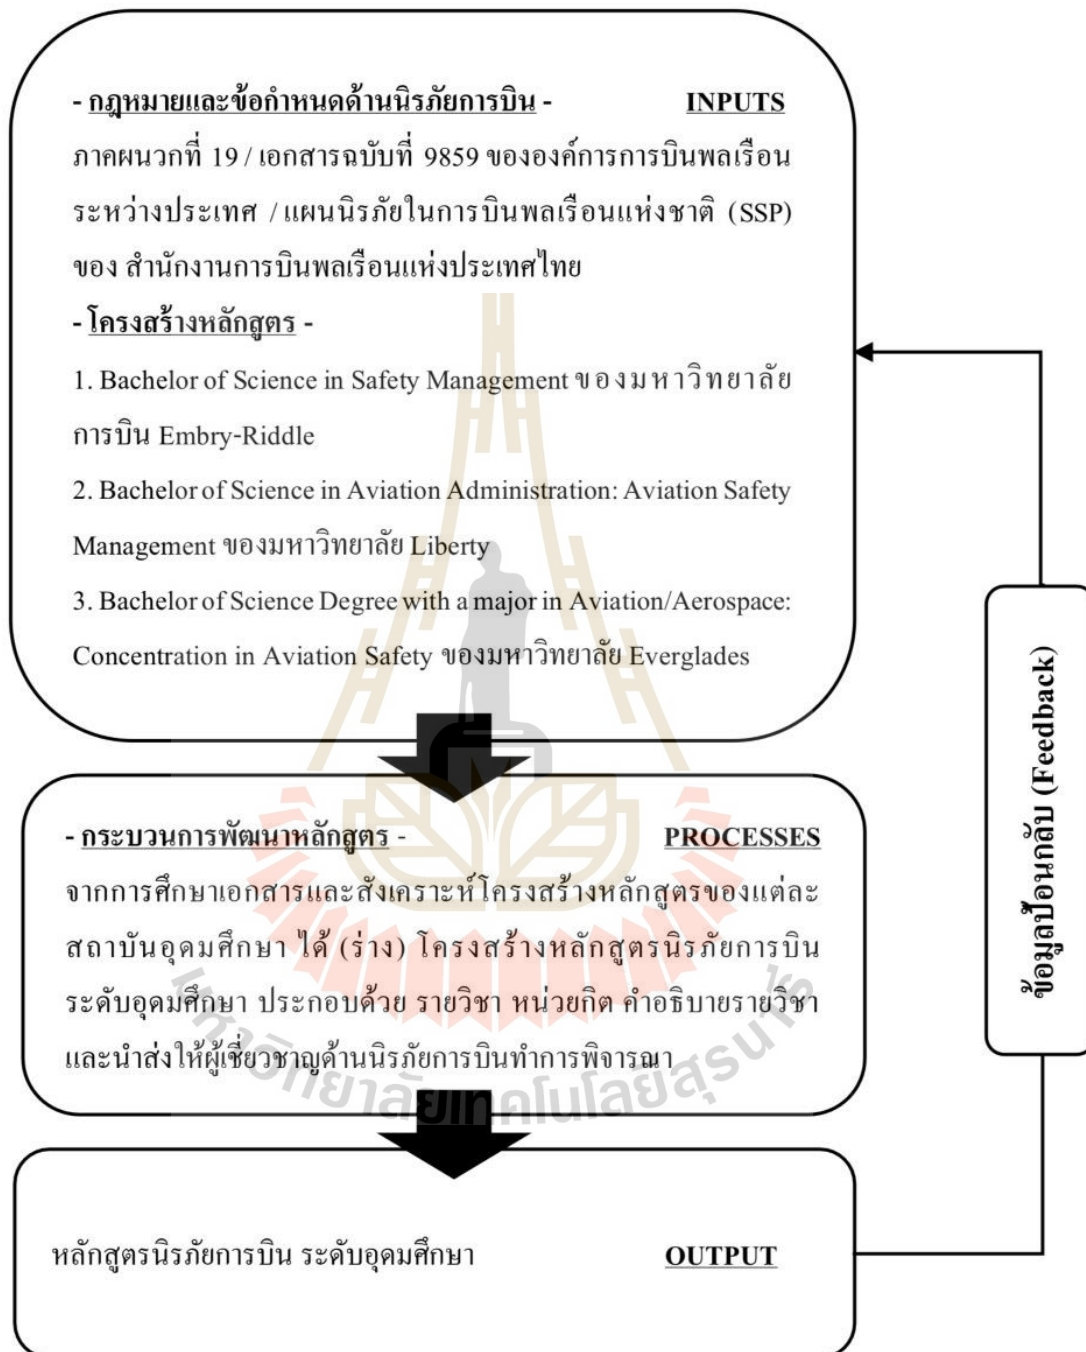 - กฎหมายและข้อกำหนดด้านนิรภัยการบิน - INPUTS
ภาคผนวกที่ 19 / เอกสารฉบับที่ 9859 ขององค์การการบินพลเรือน
ระหว่างประเทศ / แผนนิรภัยในการบินพลเรือนแห่งชาติ (SSP)
ของ สำนักงานการบินพลเรือนแห่งประเทศไทย
- โครงสร้างหลักสูตร -
1. Bachelor of Science in Safety Management ของมหาวิทยาลัย
การบิน Embry-Riddle
2. Bachelor of Science in Aviation Administration: Aviation Safety
Management ของมหาวิทยาลัย Liberty
3. Bachelor of Science Degree with a major in Aviation/Aerospace:
Concentration in Aviation Safety ของมหาวิทยาลัย Everglades
- กระบวนการพัฒนาหลักสูตร - PROCESSES
จากการศึกษาเอกสารและสังเคราะห์โครงสร้างหลักสูตรของแต่ละ
สถาบันอุดมศึกษา ได้ (ร่าง) โครงสร้างหลักสูตรนิรภัยการบิน
ระดับอุดมศึกษา ประกอบด้วย รายวิชา หน่วยกิต คำอธิบายรายวิชา
และนำส่งให้ผู้เชี่ยวชาญด้านนิรภัยการบินทำการพิจารณา
หลักสูตรนิรภัยการบิน ระดับอุดมศึกษา OUTPUT
ข้อมูลป้อนกลับ (Feedback)
มหาวิทยาลัยเทคโนโลยีสุรนารี